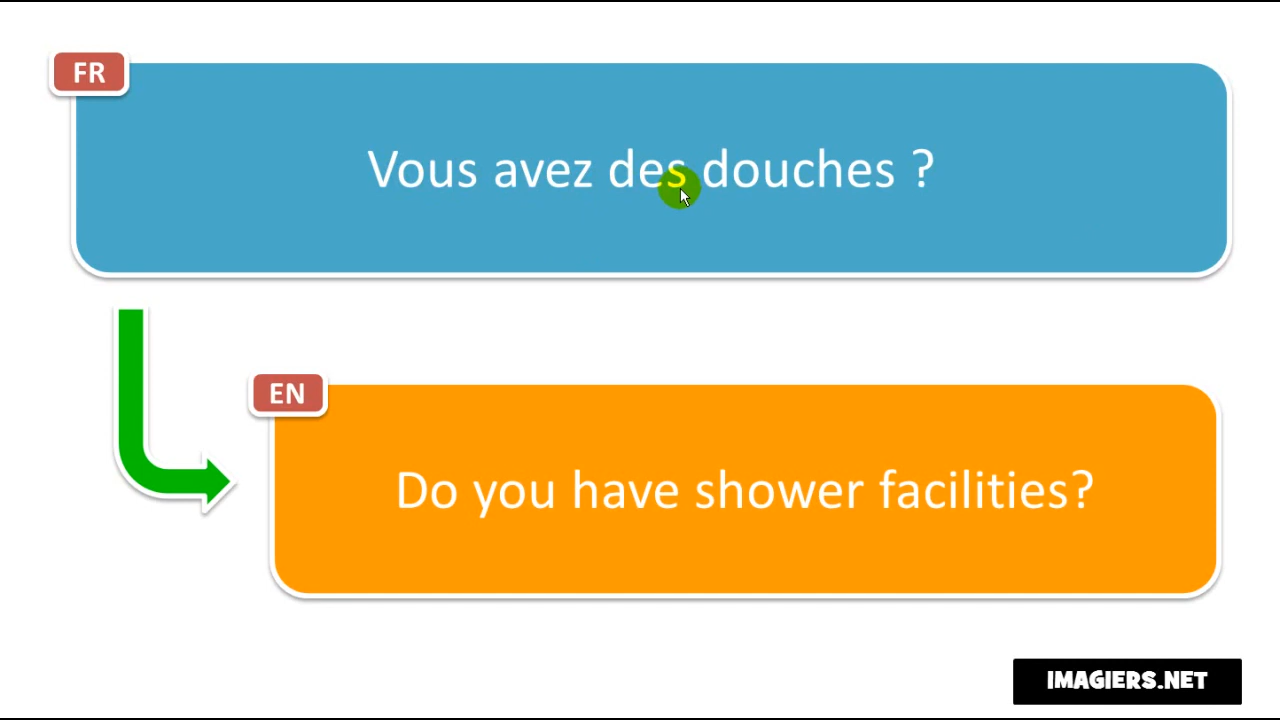 FR
Vous avez des douches ?
EN
Do you have shower facilities?
IMAGIERS.NET